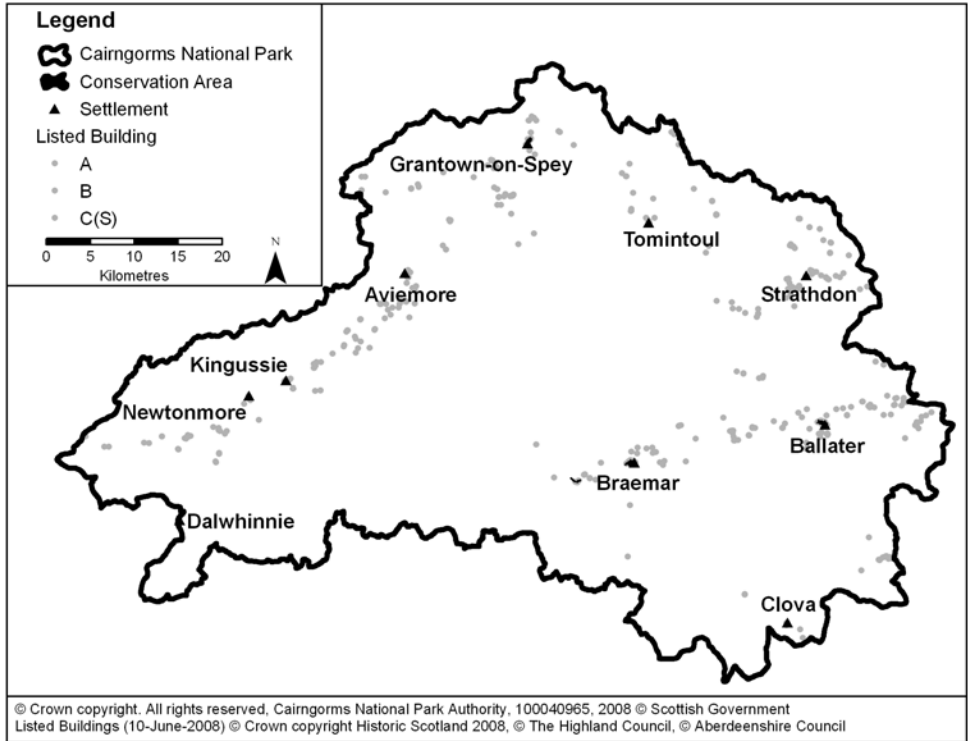 Legend
Cairngorms National Park
Conservation Area
Settlement
Listed Building
A
B
C(S)
0 5 10 15 20
Kilometres
N
Grantown-on-Spey
Tomintoul
Aviemore
Strathdon
Kingussie
Newtonmore
Ballater
Braemar
Dalwhinnie
Clova
© Crown copyright. All rights reserved, Cairngorms National Park Authority, 100040965, 2008 © Scottish Government
Listed Buildings (10-June-2008) © Crown copyright Historic Scotland 2008, © The Highland Council, © Aberdeenshire Council